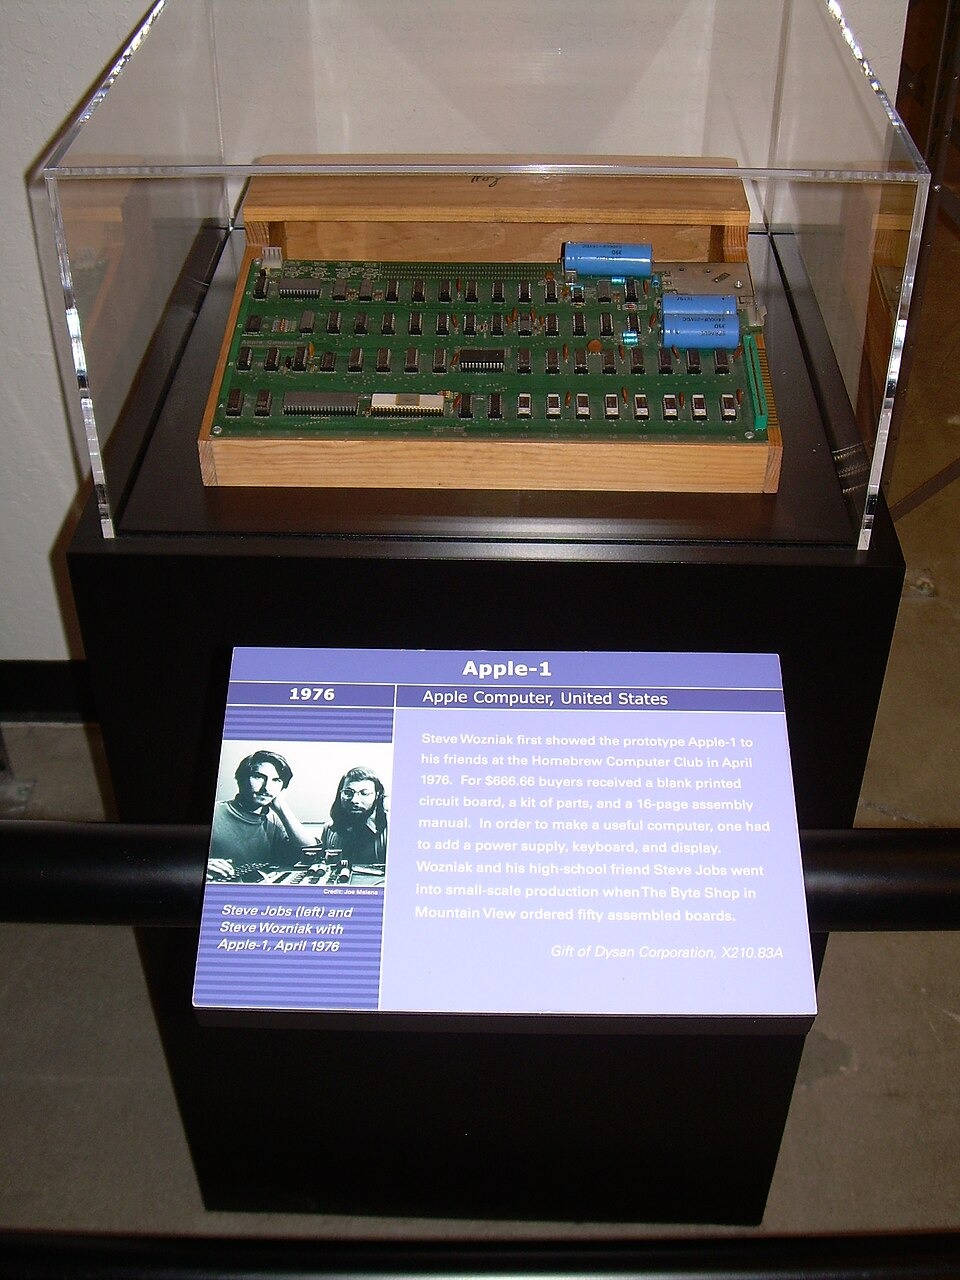 Woz
Apple-1
1976
Apple Computer, United States
Steve Wozniak first showed the prototype Apple-1 to
his friends at the Homebrew Computer Club in April
1976. For $666.66 buyers received a blank printed
circuit board, a kit of parts, and a 16-page assembly
manual. In order to make a useful computer, one had
to add a power supply, keyboard, and display.
Wozniak and his high-school friend Steve Jobs went
into small-scale production when The Byte Shop in
Mountain View ordered fifty assembled boards.
Gift of Dysan Corporation, X210.83A
Credit: Joe Melena
Steve Jobs (left) and
Steve Wozniak with
Apple-1, April 1976